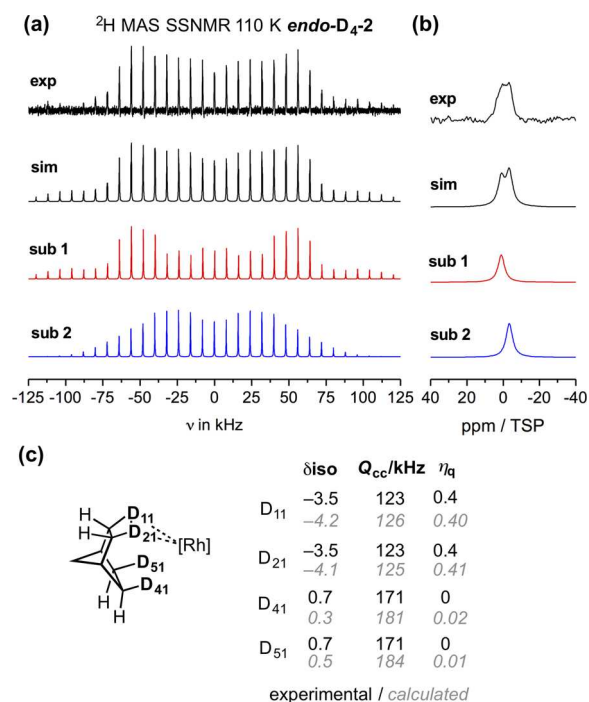 (a) ²H MAS SSNMR 110 K endo-D₄-2 (b)
exp
exp
sim
sim
sub 1
sub 1
sub 2
sub 2
-125 -100 -75 -50 -25 0 25 50 75 100 125
ν in kHz
40 20 0 -20 -40
ppm / TSP
(c)
δiso Qcc/kHz ηq
D₁₁ –3.5 123 0.4
–4.2 126 0.40
D₂₁ –3.5 123 0.4
–4.1 125 0.41
D₄₁ 0.7 171 0
0.3 181 0.02
D₅₁ 0.7 171 0
0.5 184 0.01
experimental / calculated
H D₁₁
H D₂₁ [Rh]
D₅₁
H D₄₁
H